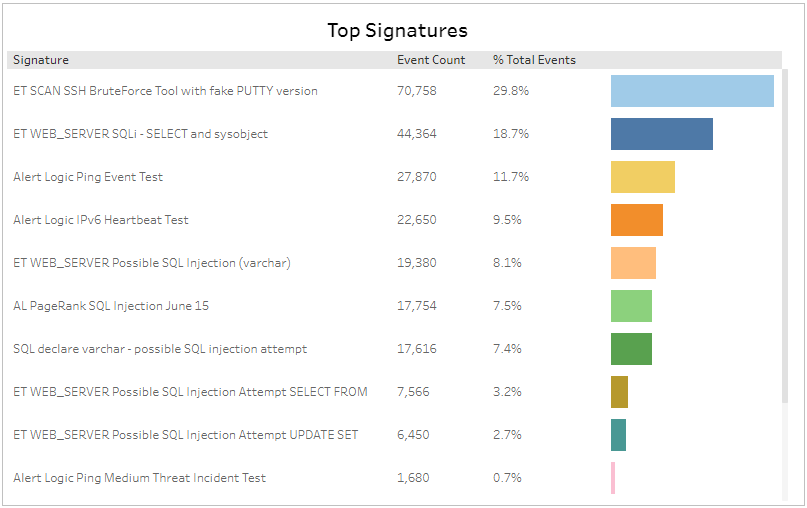 Top Signatures
Signature Event Count % Total Events
ET SCAN SSH BruteForce Tool with fake PUTTY version 70,758 29.8%
ET WEB_SERVER SQLi - SELECT and sysobject 44,364 18.7%
Alert Logic Ping Event Test 27,870 11.7%
Alert Logic IPv6 Heartbeat Test 22,650 9.5%
ET WEB_SERVER Possible SQL Injection (varchar) 19,380 8.1%
AL PageRank SQL Injection June 15 17,754 7.5%
SQL declare varchar - possible SQL injection attempt 17,616 7.4%
ET WEB_SERVER Possible SQL Injection Attempt SELECT FROM 7,566 3.2%
ET WEB_SERVER Possible SQL Injection Attempt UPDATE SET 6,450 2.7%
Alert Logic Ping Medium Threat Incident Test 1,680 0.7%